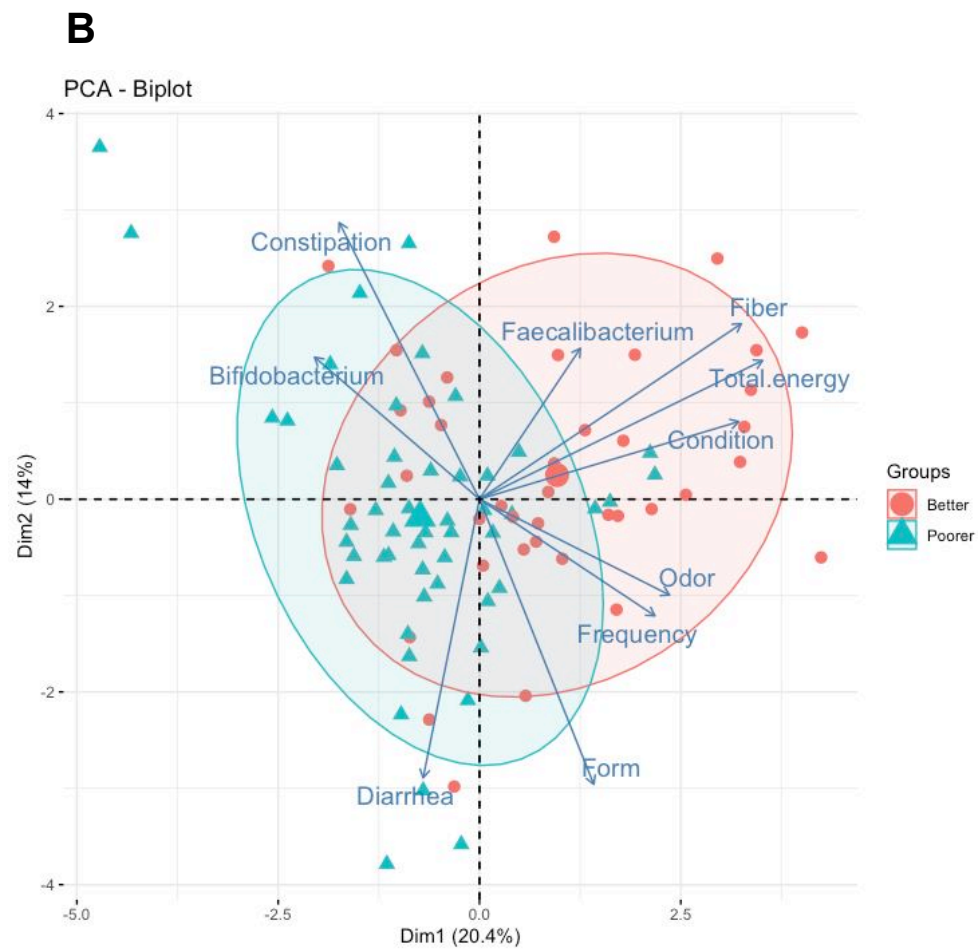 B
PCA - Biplot
4
2
0
-2
-4
Dim2 (14%)
Constipation
Bifidobacterium
Faecalibacterium
Fiber
Total.energy
Condition
Odor
Frequency
Form
Diarrhea
Groups
Better
Poorer
-5.0
-2.5
0.0
2.5
Dim1 (20.4%)